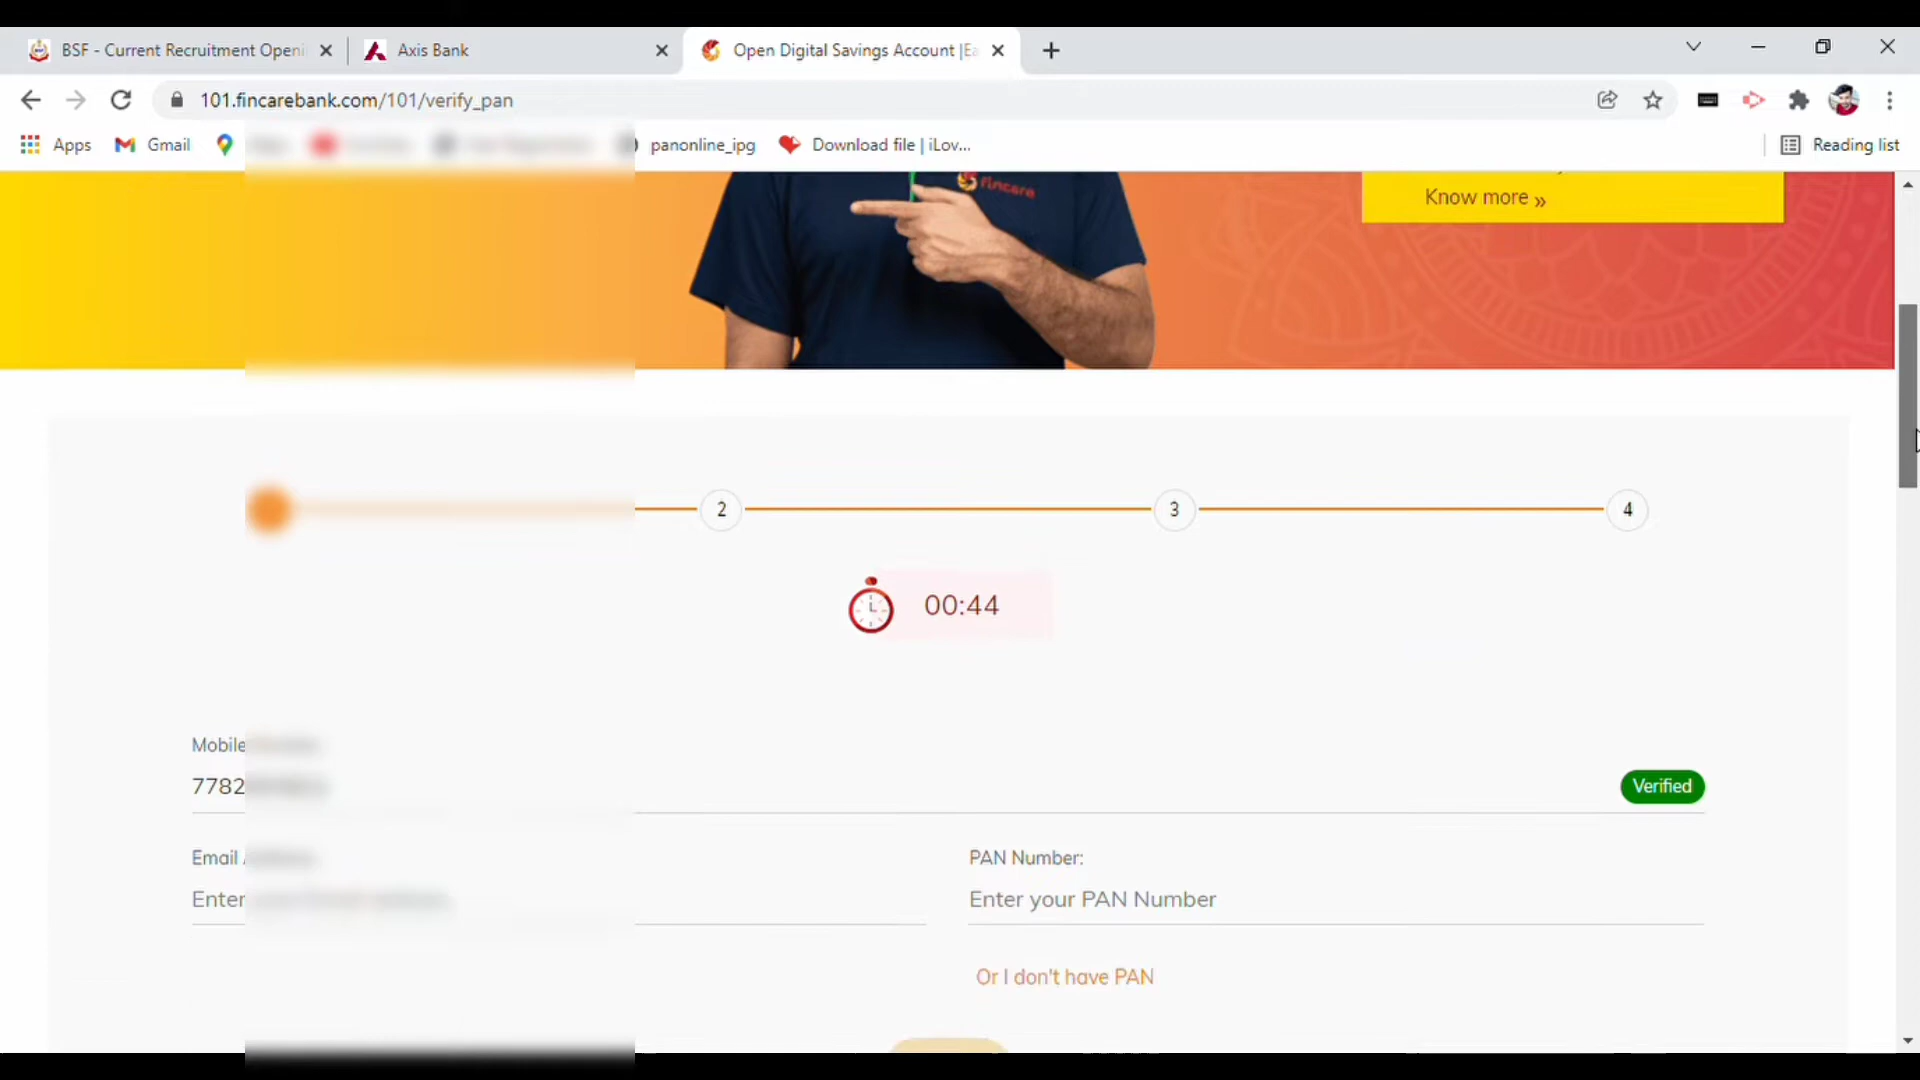 BSF - Current Recruitment Openi
Axis Bank
Open Digital Savings Account |Ea
101.fincarebank.com/101/verify_pan
Apps
Gmail
panonline_ipg
Download file | iLov...
Reading list
fincare
Know more »
2
3
4
00:44
Mobile
7782
Verified
Email
PAN Number:
Enter
Enter your PAN Number
Or I don't have PAN